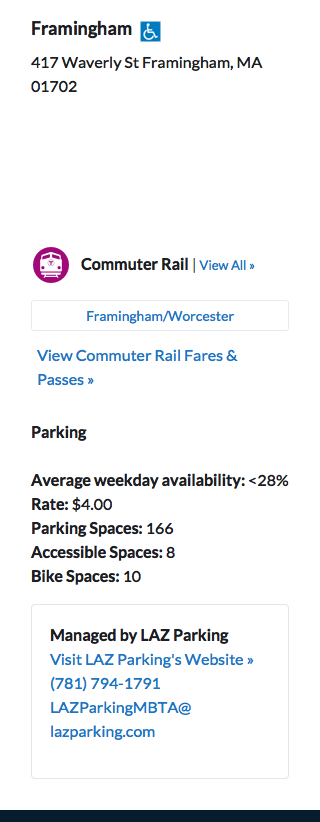 Framingham
417 Waverly St Framingham, MA
01702
Commuter Rail | View All »
Framingham/Worcester
View Commuter Rail Fares &
Passes »
Parking
Average weekday availability: <28%
Rate: $4.00
Parking Spaces: 166
Accessible Spaces: 8
Bike Spaces: 10
Managed by LAZ Parking
Visit LAZ Parking's Website »
(781) 794-1791
LAZParkingMBTA@
lazparking.com